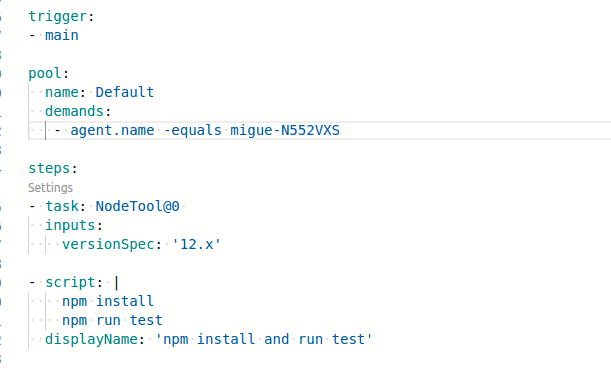 trigger:
- main
pool:
name: Default
demands:
- agent.name -equals migue-N552VXS
steps:
Settings
- task: NodeTool@0
inputs:
versionSpec: '12.x'
- script: |
npm install
npm run test
displayName: 'npm install and run test'